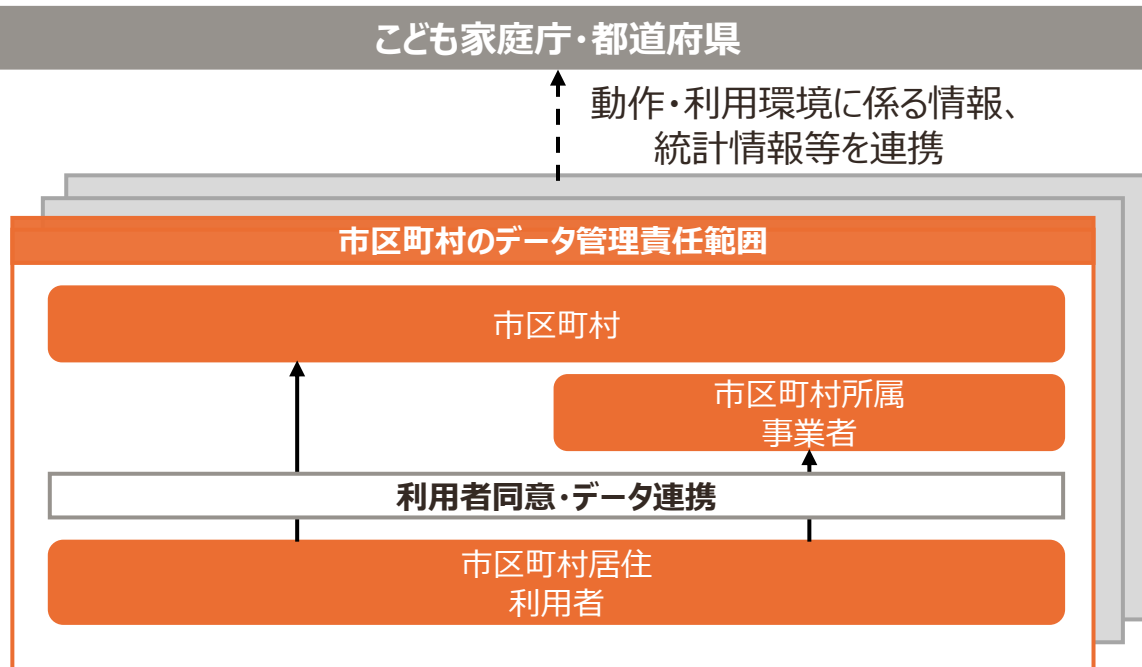 こども家庭庁・都道府県
動作・利用環境に係る情報、
統計情報等を連携
市区町村のデータ管理責任範囲
市区町村
市区町村所属
事業者
利用者同意・データ連携
市区町村居住
利用者